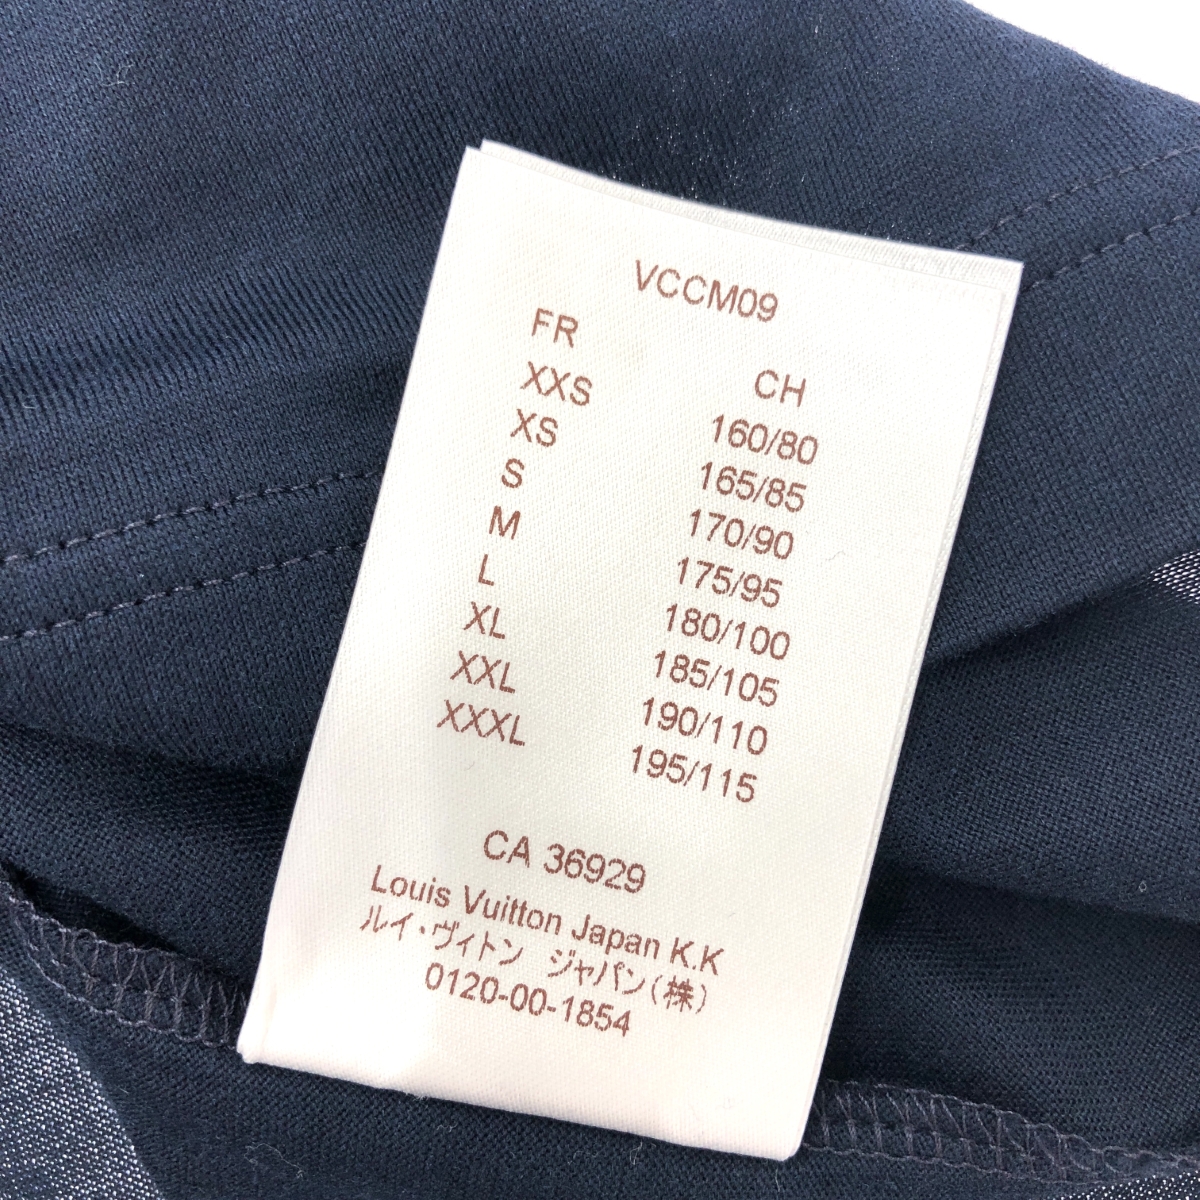 VCCM09
FR CH
XXS 160/80
XS 165/85
S 170/90
M 175/95
L 180/100
XL 185/105
XXL 190/110
XXXL 195/115
CA 36929
Louis Vuitton Japan K.K
ルイ・ヴィトン ジャパン(株)
0120-00-1854